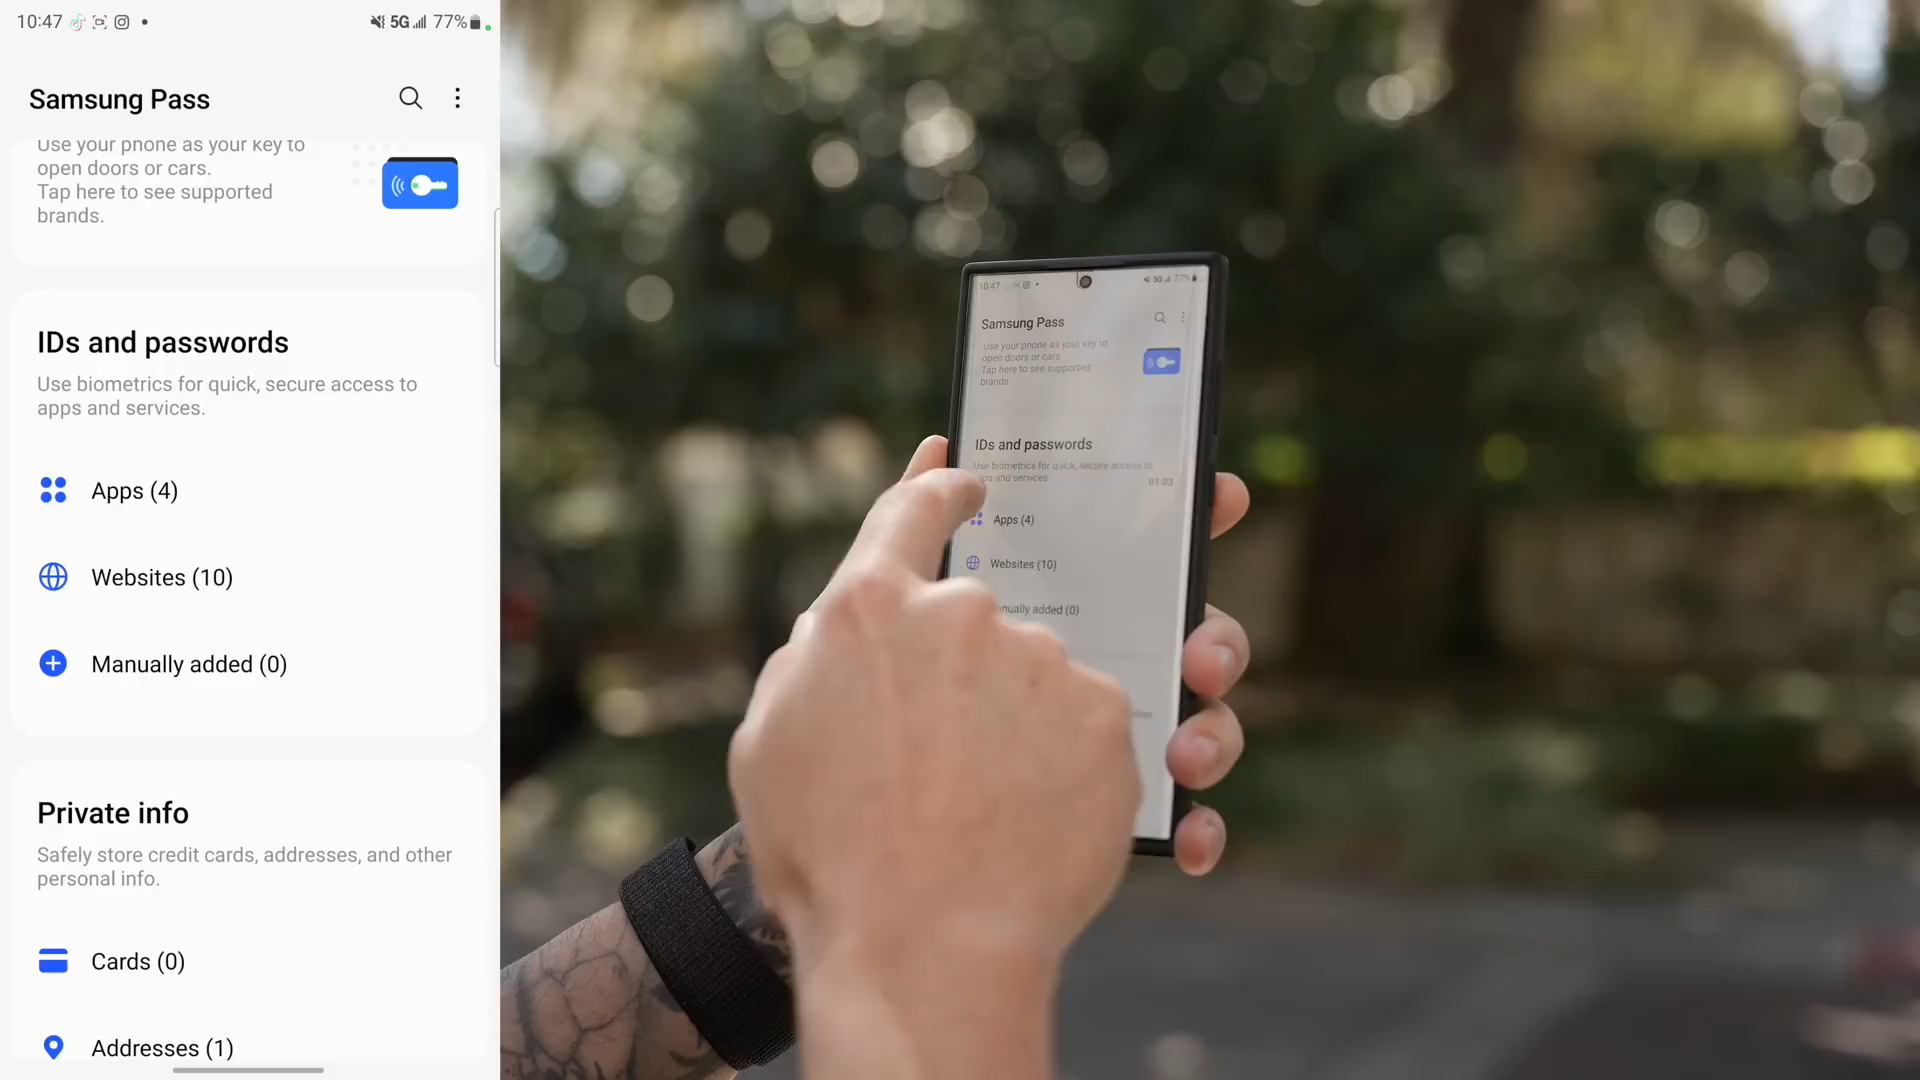 10:47
5G 77%
Samsung Pass
Use your phone as your key to
open doors or cars.
Tap here to see supported
brands.
IDs and passwords
Use biometrics for quick, secure access to
apps and services.
Apps (4)
Websites (10)
Manually added (0)
Private info
Safely store credit cards, addresses, and other
personal info.
Cards (0)
Addresses (1)
10:47
5G 77%
Samsung Pass
Use your phone as your key to
open doors or cars
Tap here to see supported
brands
IDs and passwords
Use biometrics for quick, secure access to
and services
01:03
Apps (4)
Websites (10)
added (0)